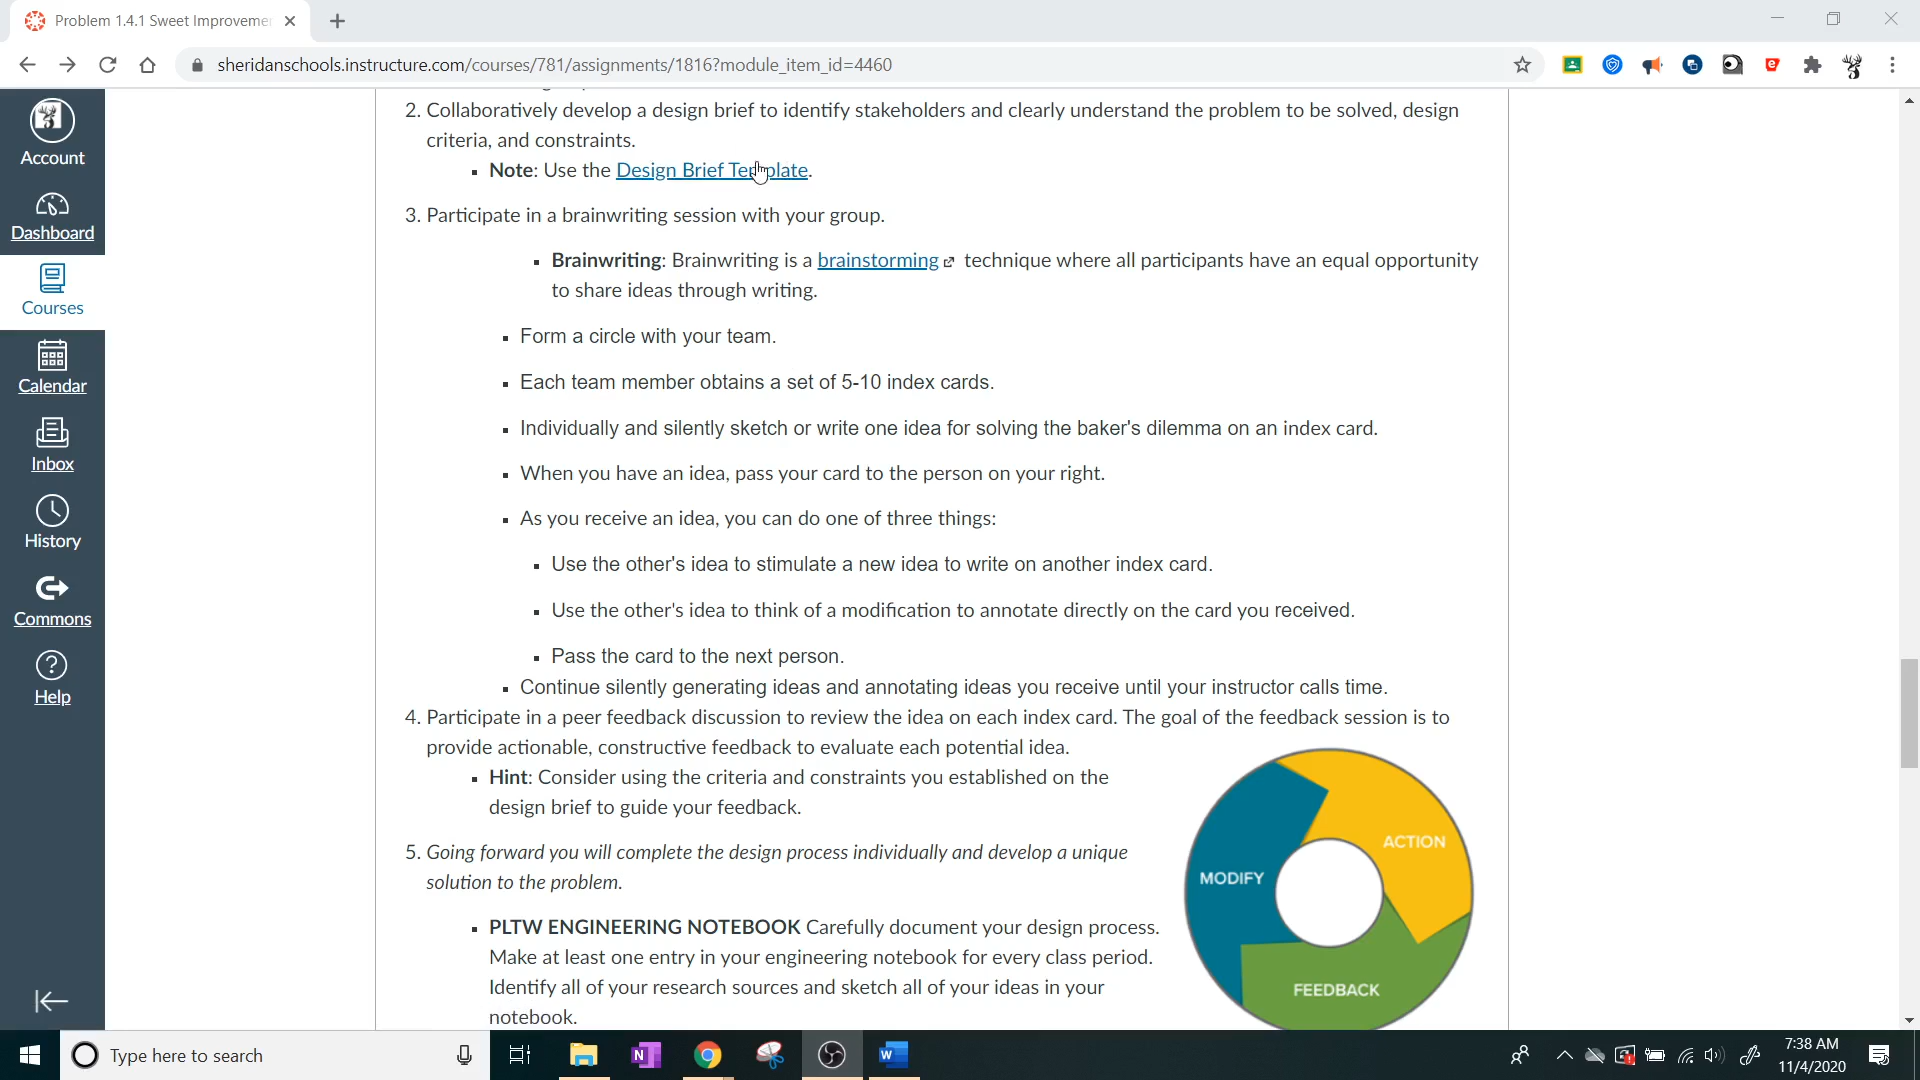 Problem 1.4.1 Sweet Improveme
sheridanschools.instructure.com/courses/781/assignments/1816?module_item_id=4460
Account
Dashboard
Courses
Calendar
Inbox
History
Commons
Help
2. Collaboratively develop a design brief to identify stakeholders and clearly understand the problem to be solved, design
criteria, and constraints.
▪ Note: Use the Design Brief Template.
3. Participate in a brainwriting session with your group.
▪ Brainwriting: Brainwriting is a brainstorming technique where all participants have an equal opportunity
to share ideas through writing.
▪ Form a circle with your team.
▪ Each team member obtains a set of 5-10 index cards.
▪ Individually and silently sketch or write one idea for solving the baker's dilemma on an index card.
▪ When you have an idea, pass your card to the person on your right.
▪ As you receive an idea, you can do one of three things:
▪ Use the other's idea to stimulate a new idea to write on another index card.
▪ Use the other's idea to think of a modification to annotate directly on the card you received.
▪ Pass the card to the next person.
▪ Continue silently generating ideas and annotating ideas you receive until your instructor calls time.
4. Participate in a peer feedback discussion to review the idea on each index card. The goal of the feedback session is to
provide actionable, constructive feedback to evaluate each potential idea.
▪ Hint: Consider using the criteria and constraints you established on the
design brief to guide your feedback.
5. Going forward you will complete the design process individually and develop a unique
solution to the problem.
▪ PLTW ENGINEERING NOTEBOOK Carefully document your design process.
Make at least one entry in your engineering notebook for every class period.
Identify all of your research sources and sketch all of your ideas in your
notebook.
ACTION
MODIFY
FEEDBACK
Type here to search
7:38 AM
11/4/2020